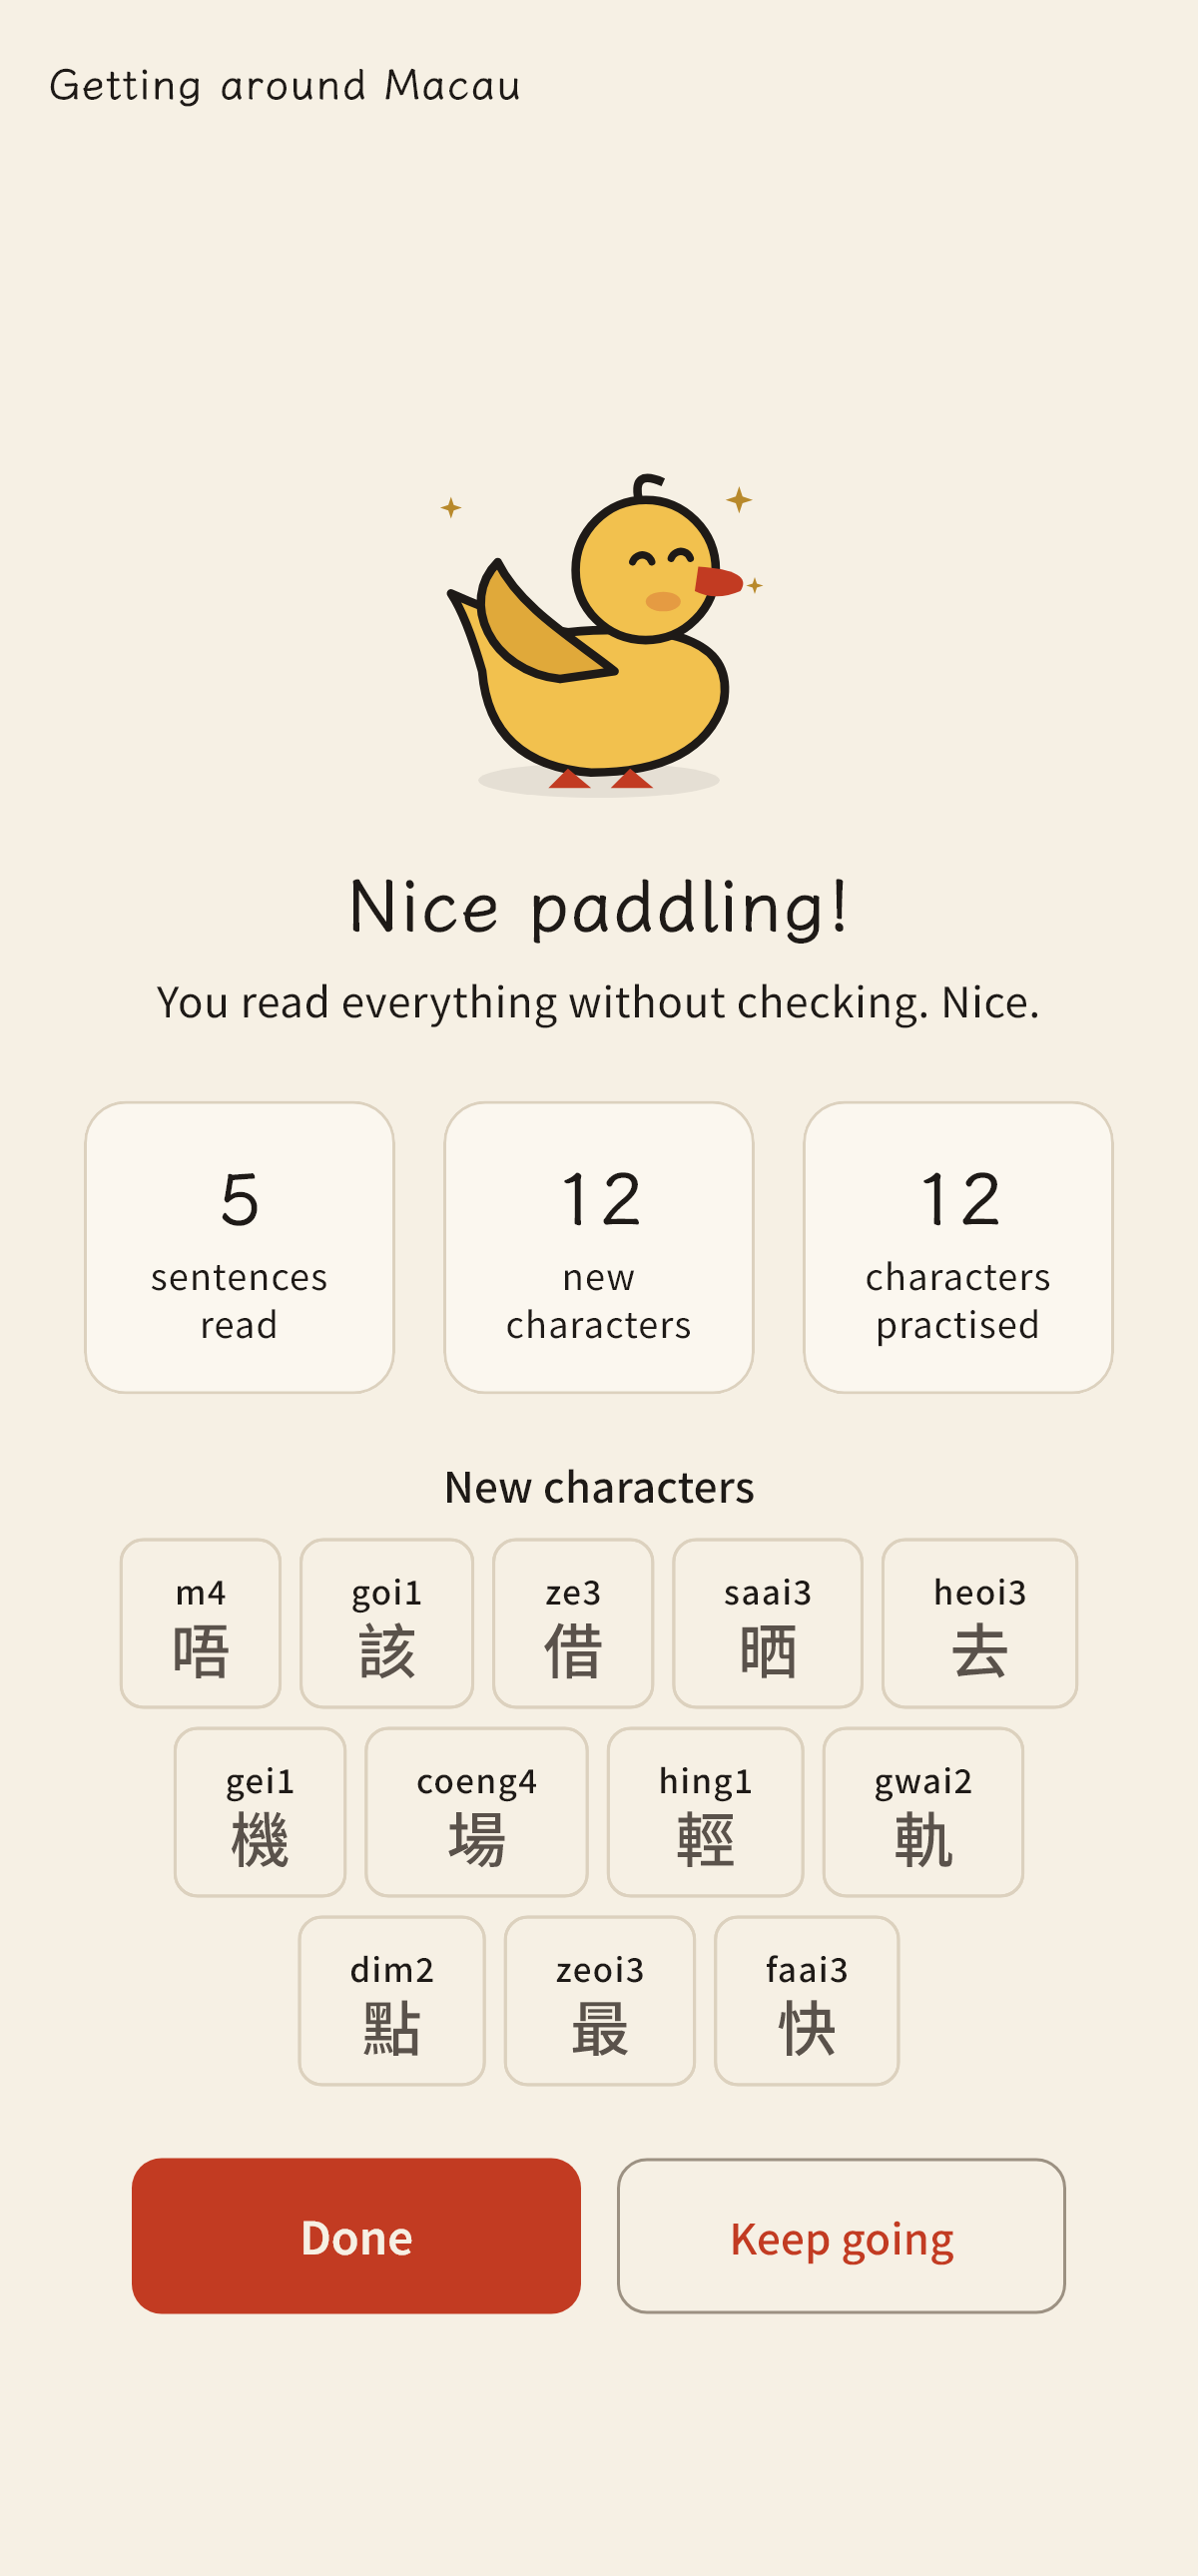 Getting around Macau
Nice paddling!
You read everything without checking. Nice.
5
sentences
read
12
new
characters
12
characters
practised
New characters
m4 goi1 ze3 saai3 heoi3
唔 該 借 晒 去
gei1 coeng4 hing1 gwai2
機 場 輕 軌
dim2 zeoi3 faai3
點 最 快
Done Keep going